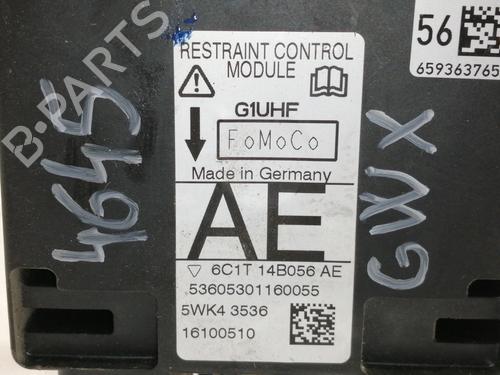 RESTRAINT CONTROL
MODULE
G1UHF
FoMoCo
Made in Germany
AE
6C1T 14B056 AE
53605301160055
5WK4 3536
16100510
56
659363765
4645
GWX
B-PARTS